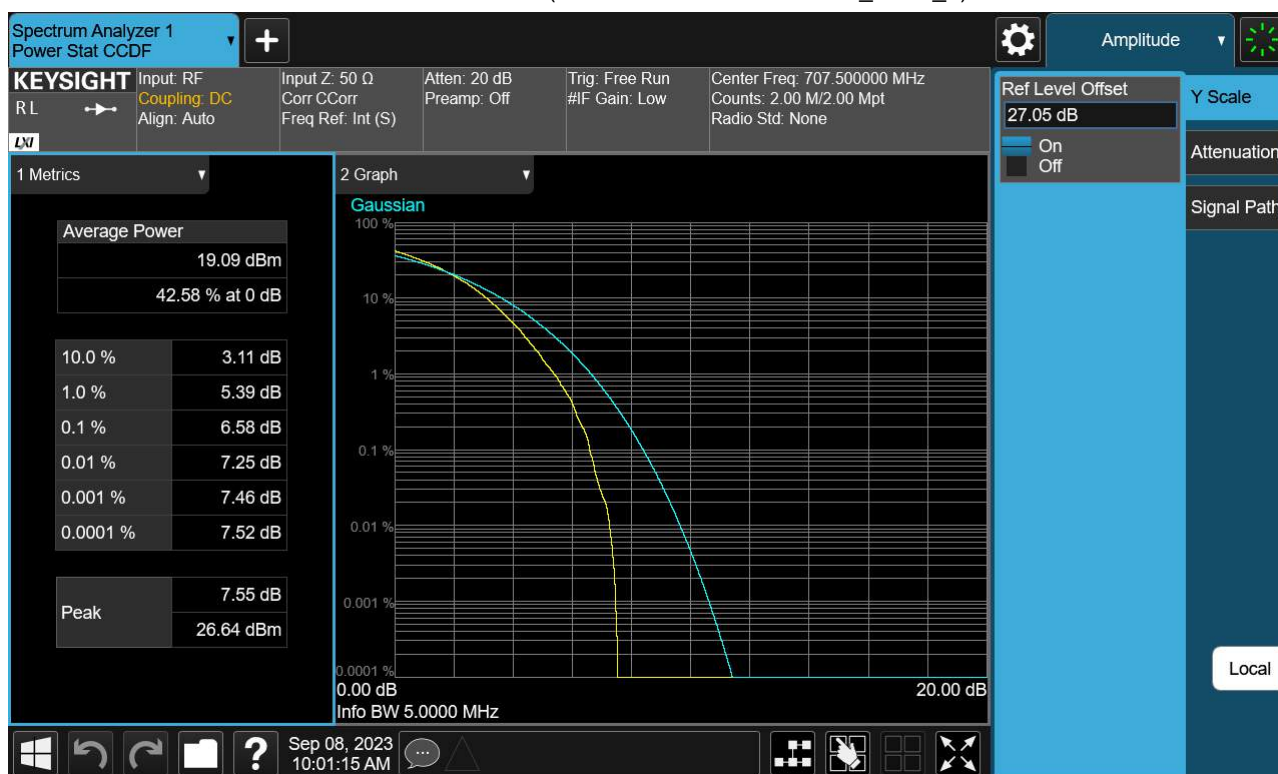 Spectrum Analyzer 1
Power Stat CCDF
Amplitude
KEYSIGHT
R L
LXI
Input: RF
Coupling: DC
Align: Auto
Input Z: 50 Ω
Corr CCorr
Freq Ref: Int (S)
Atten: 20 dB
Preamp: Off
Trig: Free Run
#IF Gain: Low
Center Freq: 707.500000 MHz
Counts: 2.00 M/2.00 Mpt
Radio Std: None
Ref Level Offset
27.05 dB
On
Off
Y Scale
Attenuation
Signal Path
1 Metrics
Average Power
19.09 dBm
42.58 % at 0 dB
10.0 % 3.11 dB
1.0 % 5.39 dB
0.1 % 6.58 dB
0.01 % 7.25 dB
0.001 % 7.46 dB
0.0001 % 7.52 dB
Peak
7.55 dB
26.64 dBm
2 Graph
Gaussian
100 %
10 %
1 %
0.1 %
0.01 %
0.001 %
0.0001 %
0.00 dB 20.00 dB
Info BW 5.0000 MHz
Local
?
Sep 08, 2023
10:01:15 AM